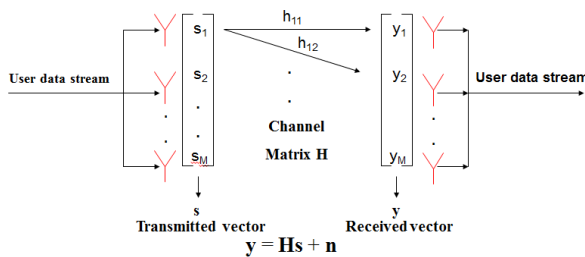 s1
h11
y1
h12
User data stream
s2
y2
User data stream
.
.
.
.
.
.
.
.
Channel
Matrix H
sM
yM
s
Transmitted vector
y
Received vector
y = Hs + n